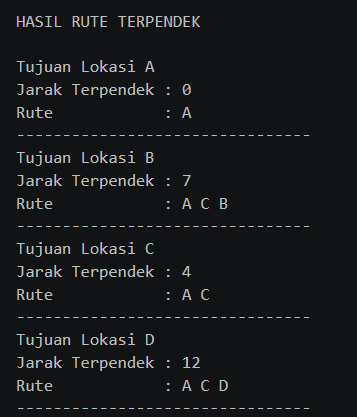 HASIL RUTE TERPENDEK
Tujuan Lokasi A
Jarak Terpendek : 0
Rute            : A
--------------------------------
Tujuan Lokasi B
Jarak Terpendek : 7
Rute            : A C B
--------------------------------
Tujuan Lokasi C
Jarak Terpendek : 4
Rute            : A C
--------------------------------
Tujuan Lokasi D
Jarak Terpendek : 12
Rute            : A C D
--------------------------------